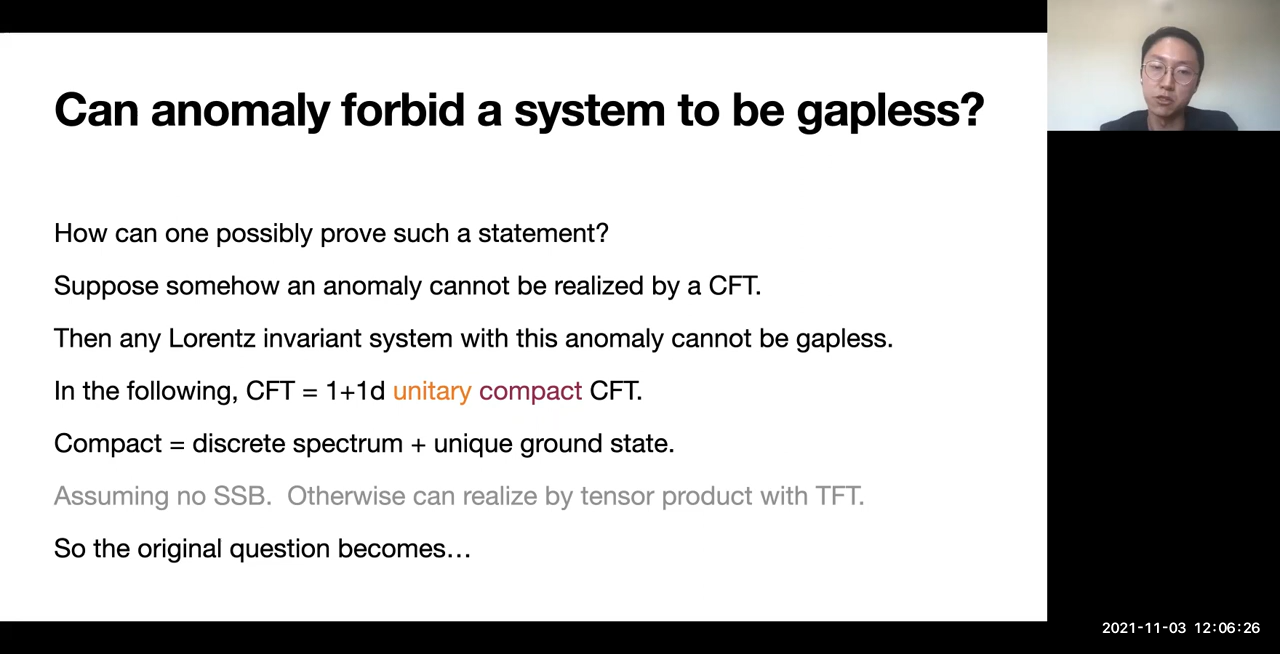 Can anomaly forbid a system to be gapless?
How can one possibly prove such a statement?
Suppose somehow an anomaly cannot be realized by a CFT.
Then any Lorentz invariant system with this anomaly cannot be gapless.
In the following, CFT = 1+1d unitary compact CFT.
Compact = discrete spectrum + unique ground state.
Assuming no SSB.  Otherwise can realize by tensor product with TFT.
So the original question becomes…
2021-11-03 12:06:26